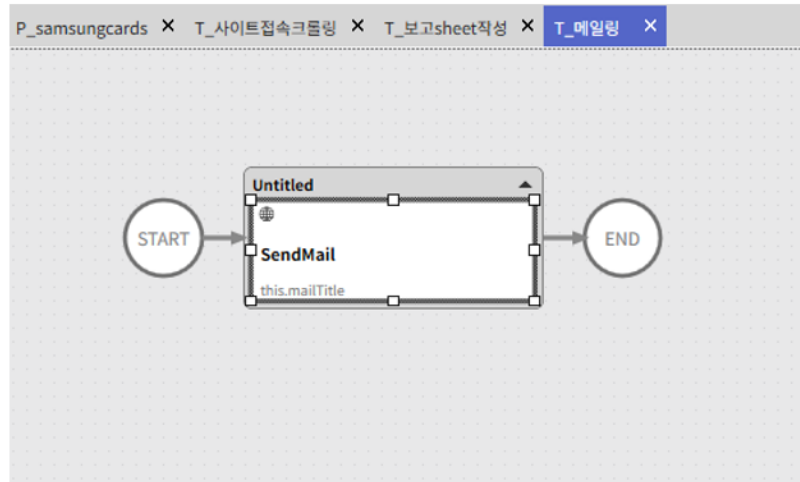 P_samsungcards × T_사이트접속크롤링 × T_보고sheet작성 × T_메일링 ×
Untitled
START
SendMail
this.mailTitle
END